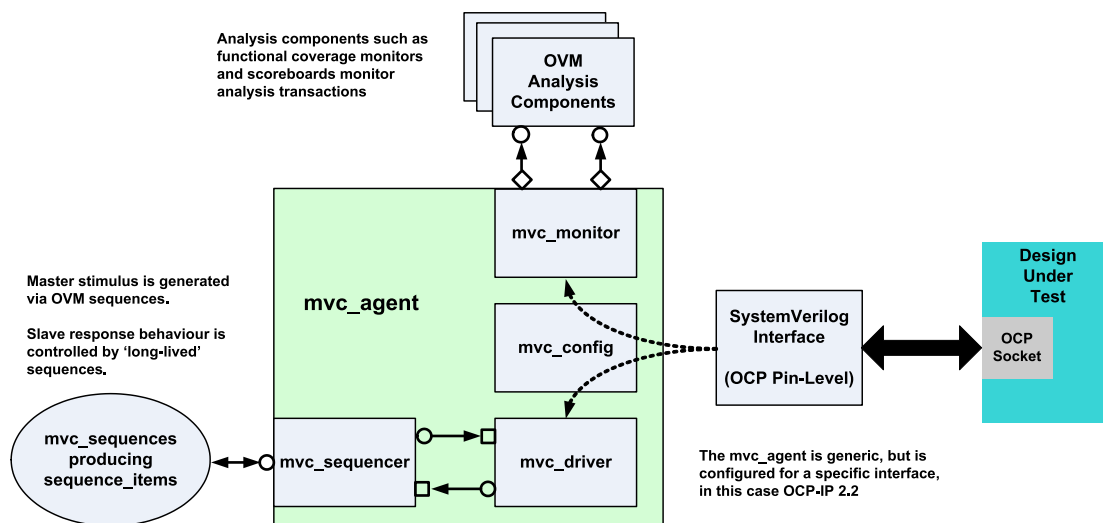 Analysis components such as
functional coverage monitors
and scoreboards monitor
analysis transactions
OVM
Analysis
Components
mvc_monitor
Master stimulus is generated
via OVM sequences.
Slave response behaviour is
controlled by ‘long-lived’
sequences.
mvc_agent
mvc_config
SystemVerilog
Interface
(OCP Pin-Level)
Design
Under
Test
OCP
Socket
mvc_sequences
producing
sequence_items
mvc_sequencer
mvc_driver
The mvc_agent is generic, but is
configured for a specific interface,
in this case OCP-IP 2.2